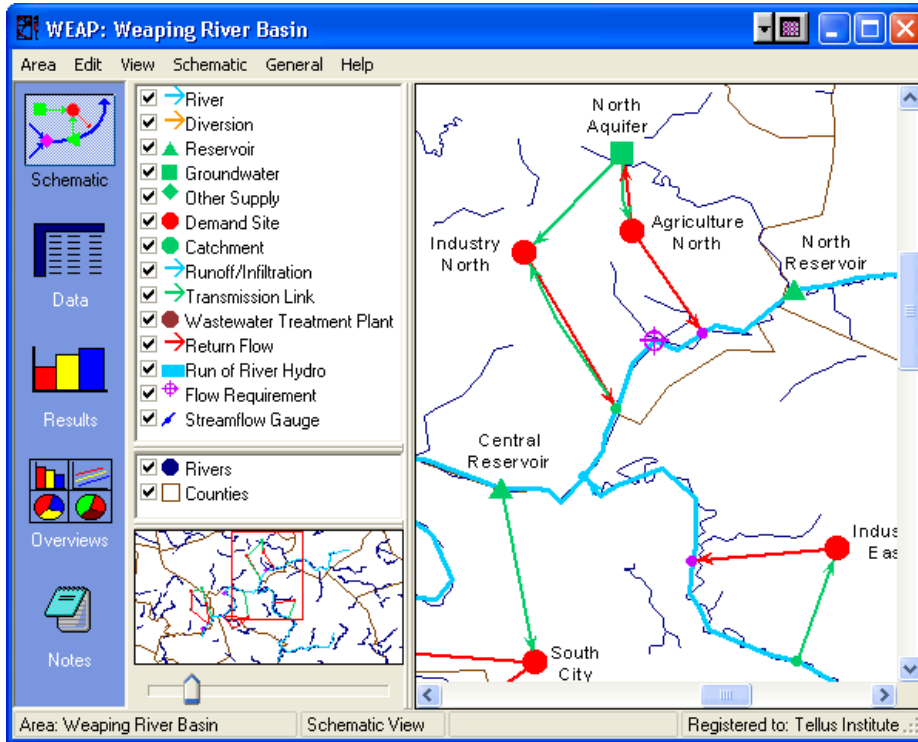 WEAP: Weaping River Basin
Area Edit View Schematic General Help
Schematic
Data
Results
Overviews
Notes
River
Diversion
Reservoir
Groundwater
Other Supply
Demand Site
Catchment
Runoff/Infiltration
Transmission Link
Wastewater Treatment Plant
Return Flow
Run of River Hydro
Flow Requirement
Streamflow Gauge
Rivers
Counties
North
Aquifer
Industry
North
Agriculture
North
North
Reservoir
Central
Reservoir
Indus
Eas
South
City
Area: Weaping River Basin
Schematic View
Registered to: Tellus Institute